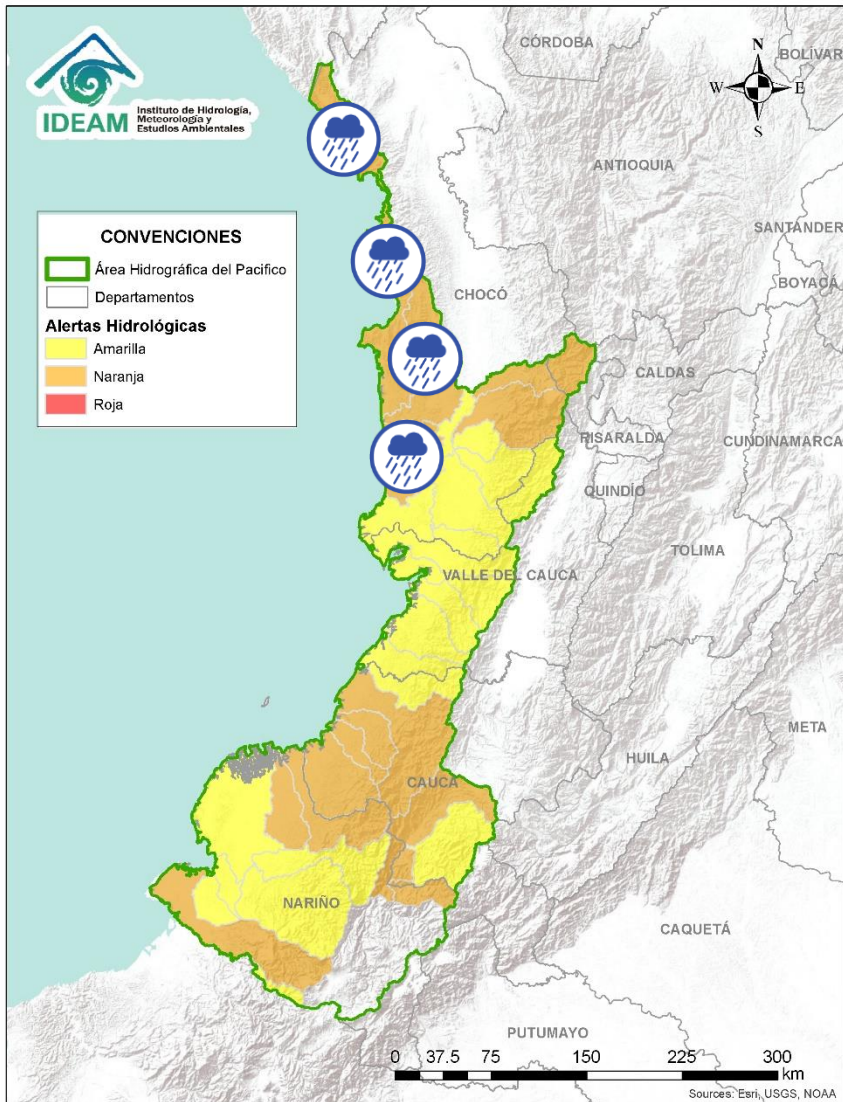 IDEAM
Instituto de Hidrología,
Meteorología y
Estudios Ambientales
CÓRDOBA
BOLÍVAR
N
W
E
S
ANTIOQUIA
SANTANDER
BOYACÁ
CONVENCIONES
Área Hidrográfica del Pacifico
Departamentos
Alertas Hidrológicas
Amarilla
Naranja
Roja
CHOCÓ
CALDAS
RISARALDA
CUNDINAMARCA
QUINDÍO
TOLIMA
VALLE DEL CAUCA
META
HUILA
CAUCA
NARIÑO
CAQUETÁ
PUTUMAYO
0 37.5 75 150 225 300
km
Sources: Esri, USGS, NOAA